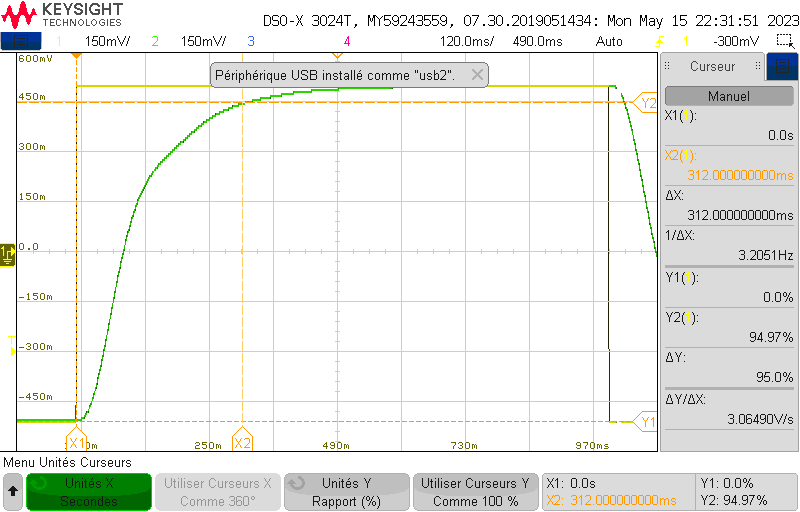 KEYSIGHT
TECHNOLOGIES
DSO-X 3024T, MY59243559, 07.30.2019051434: Mon May 15 22:31:51 2023
1 150mV/ 2 150mV/ 3 4 120.0ms/ 490.0ms Auto 1 -300mV
600mV
Périphérique USB installé comme "usb2".
450m
Y2
300m
150m
0.0
-150m
-300m
-450m
Y1
X1
X2
250m 490m 730m 970ms
Curseur
Manuel
X1(1):
0.0s
X2(1):
312.000000000ms
ΔX:
312.000000000ms
1/ΔX:
3.2051Hz
Y1(1):
0.0%
Y2(1):
94.97%
ΔY:
95.0%
ΔY/ΔX:
3.06490V/s
Menu Unités Curseurs
Unités X
Secondes
Utiliser Curseurs X
Comme 360°
Unités Y
Rapport (%)
Utiliser Curseurs Y
Comme 100 %
X1: 0.0s
X2: 312.000000000ms
Y1: 0.0%
Y2: 94.97%